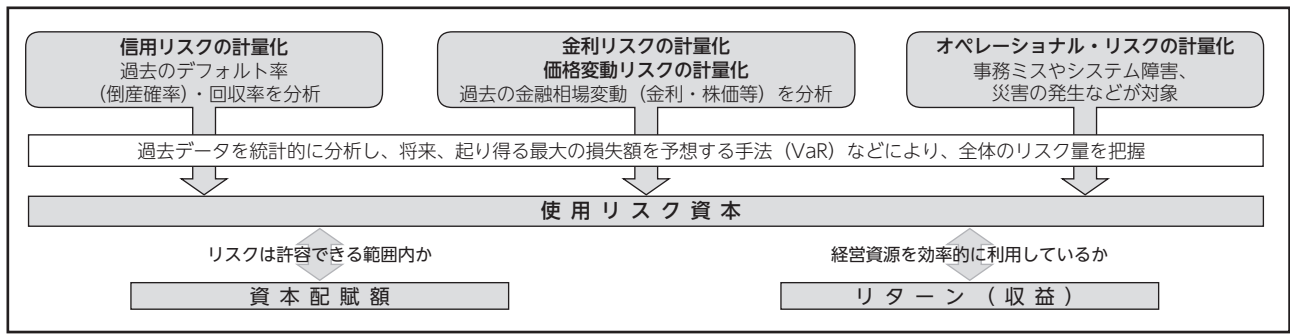 信用リスクの計量化
過去のデフォルト率
(倒産確率)・回収率を分析
金利リスクの計量化
価格変動リスクの計量化
過去の金融相場変動(金利・株価等)を分析
オペレーショナル・リスクの計量化
事務ミスやシステム障害、
災害の発生などが対象
過去データを統計的に分析し、将来、起り得る最大の損失額を予想する手法(VaR)などにより、全体のリスク量を把握
使用リスク資本
リスクは許容できる範囲内か
経営資源を効率的に利用しているか
資本配賦額
リターン(収益)